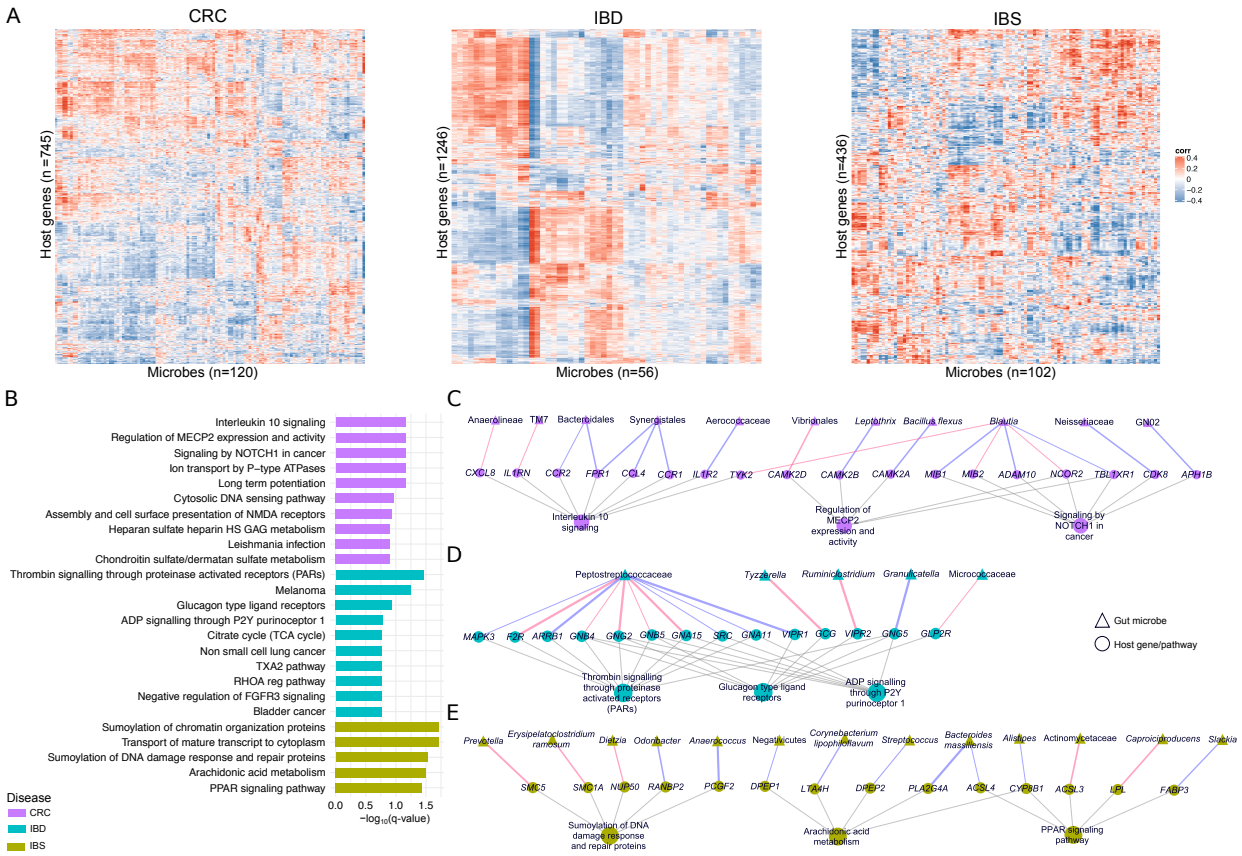 A
CRC
IBD
IBS
Host genes (n =745)
Microbes (n=120)
Host genes (n=1246)
Microbes (n=56)
Host genes (n=436)
Microbes (n=102)
corr
0.4
0.2
0
−0.2
−0.4
B
Interleukin 10 signaling
Regulation of MECP2 expression and activity
Signaling by NOTCH1 in cancer
Ion transport by P−type ATPases
Long term potentiation
Cytosolic DNA sensing pathway
Assembly and cell surface presentation of NMDA receptors
Heparan sulfate heparin HS GAG metabolism
Leishmania infection
Chondroitin sulfate/dermatan sulfate metabolism
Thrombin signalling through proteinase activated receptors (PARs)
Melanoma
Glucagon type ligand receptors
ADP signalling through P2Y purinoceptor 1
Citrate cycle (TCA cycle)
Non small cell lung cancer
TXA2 pathway
RHOA reg pathway
Negative regulation of FGFR3 signaling
Bladder cancer
Sumoylation of chromatin organization proteins
Transport of mature transcript to cytoplasm
Sumoylation of DNA damage response and repair proteins
Arachidonic acid metabolism
PPAR signaling pathway
0.0 0.5 1.0 1.5
−log10(q-value)
Disease
CRC
IBD
IBS
C
Anaerolineae TM7 Bacteroidales Synergistales Aerococcaceae Vibrionales Leptothrix Bacillus flexus Blautia Neisseriaceae GN02
CXCL8 IL1RN CCR2 FPR1 CCL4 CCR1 IL1R2 TYK2 CAMK2D CAMK2B CAMK2A MIB1 MIB2 ADAM10 NCOR2 TBL1XR1 CDK8 APH1B
Interleukin 10
signaling
Regulation of
MECP2
expression and
activity
Signaling by
NOTCH1 in
cancer
D
Peptostreptococcaceae Tyzzerella Ruminiclostridium Granulicatella Micrococcaceae
MAPK3 F2R ARRB1 GNB4 GNG2 GNB5 GNA15 SRC GNA11 VIPR1 GCG VIPR2 GNG5 GLP2R
Thrombin signalling
through proteinase
activated receptors
(PARs)
Glucagon type ligand
receptors
ADP signalling
through P2Y
purinoceptor 1
Gut microbe
Host gene/pathway
E
Prevotella Erysipelatoclostridium
ramosum Dietzia Odoribacter Anaerococcus Negativicutes Corynebacterium
lipophiloflavum Streptococcus Bacteroides
massiliensis Alistipes Actinomycetaceae Caproiciproducens Slackia
SMC5 SMC1A NUP50 RANBP2 PCGF2 DPEP1 LTA4H DPEP2 PLA2G4A ACSL4 CYP8B1 ACSL3 LPL FABP3
Sumoylation of DNA
damage response
and repair proteins
Arachidonic acid
metabolism
PPAR signaling
pathway